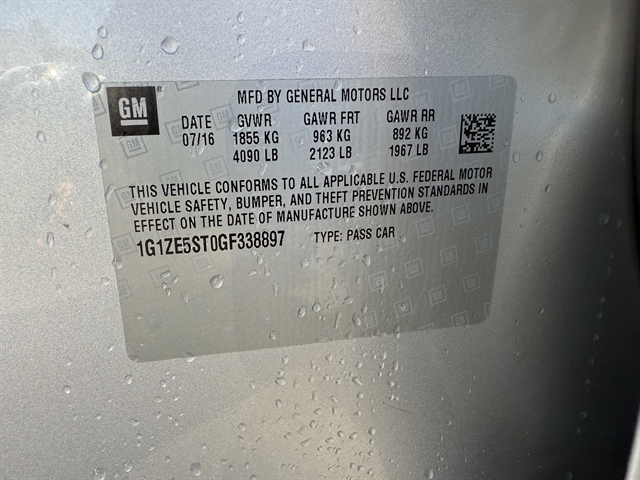 GM
MFD BY GENERAL MOTORS LLC
DATE GVWR GAWR FRT GAWR RR
07/16 1855 KG 963 KG 892 KG
4090 LB 2123 LB 1967 LB
THIS VEHICLE CONFORMS TO ALL APPLICABLE U.S. FEDERAL MOTOR
VEHICLE SAFETY, BUMPER, AND THEFT PREVENTION STANDARDS IN
EFFECT ON THE DATE OF MANUFACTURE SHOWN ABOVE.
1G1ZE5ST0GF338897 TYPE: PASS CAR